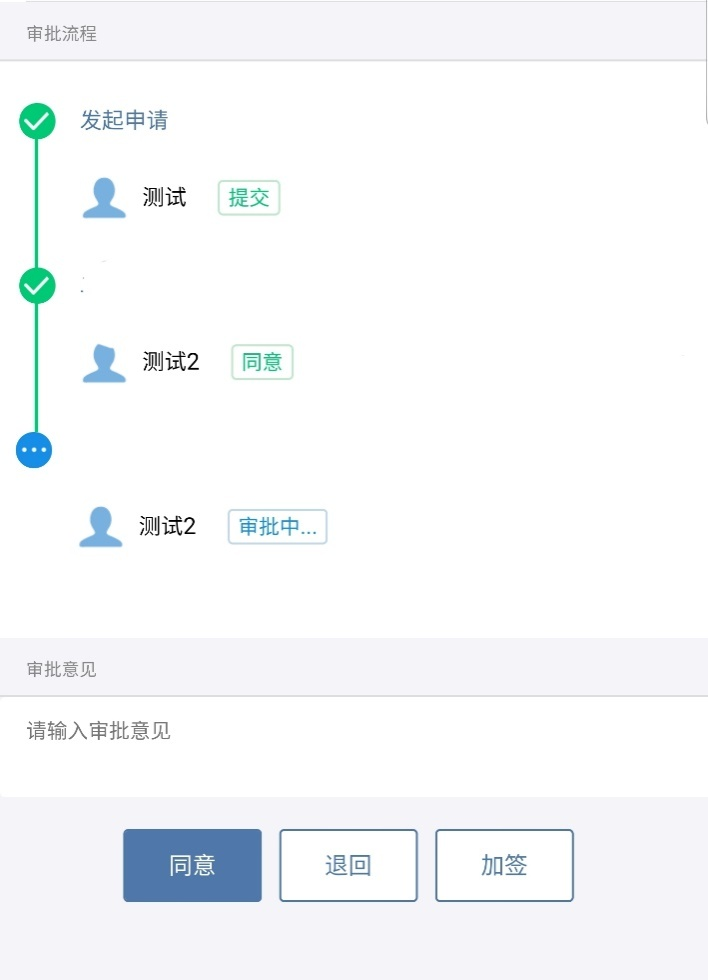 审批流程
发起申请
测试 提交
测试2 同意
测试2 审批中...
审批意见
请输入审批意见
同意 退回 加签